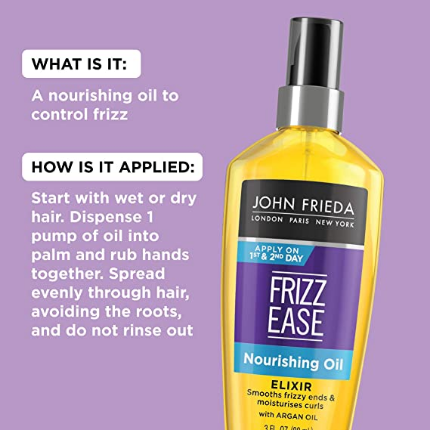 WHAT IS IT:
A nourishing oil to
control frizz
HOW IS IT APPLIED:
Start with wet or dry
hair. Dispense 1
pump of oil into
palm and rub hands
together. Spread
evenly through hair,
avoiding the roots,
and do not rinse out
JOHN FRIEDA
LONDON PARIS NEW YORK
APPLY ON
1ST & 2ND DAY
FRIZZ
EASE
Nourishing Oil
ELIXIR
Smooths frizzy ends &
moisturises curls
with ARGAN OIL
3 FL OZ